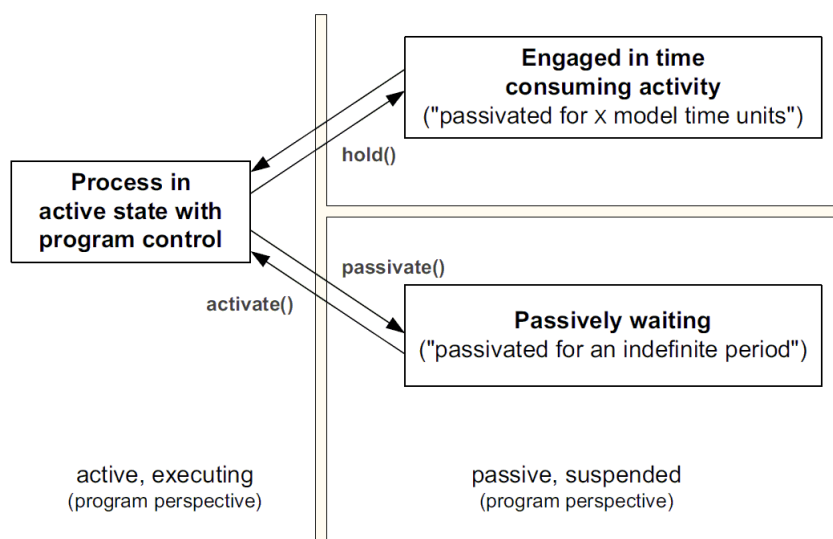 Engaged in time
consuming activity
("passivated for x model time units")
hold()
Process in
active state with
program control
passivate()
activate()
Passively waiting
("passivated for an indefinite period")
active, executing
(program perspective)
passive, suspended
(program perspective)